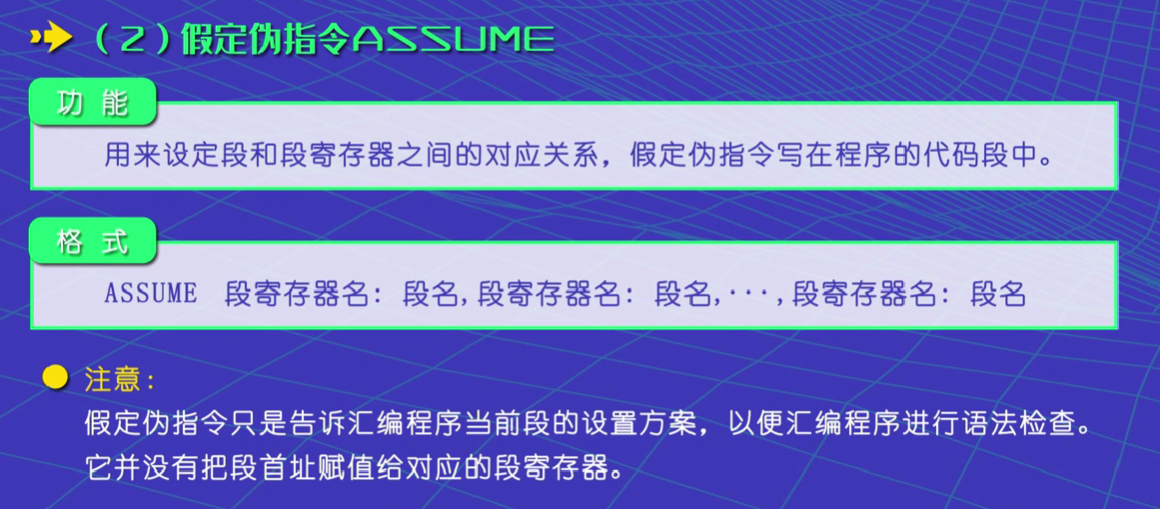 （2）假定伪指令ASSUME
功 能
用来设定段和段寄存器之间的对应关系，假定伪指令写在程序的代码段中。
格 式
ASSUME 段寄存器名: 段名,段寄存器名: 段名,···,段寄存器名: 段名
注意:
假定伪指令只是告诉汇编程序当前段的设置方案，以便汇编程序进行语法检查。
它并没有把段首址赋值给对应的段寄存器。